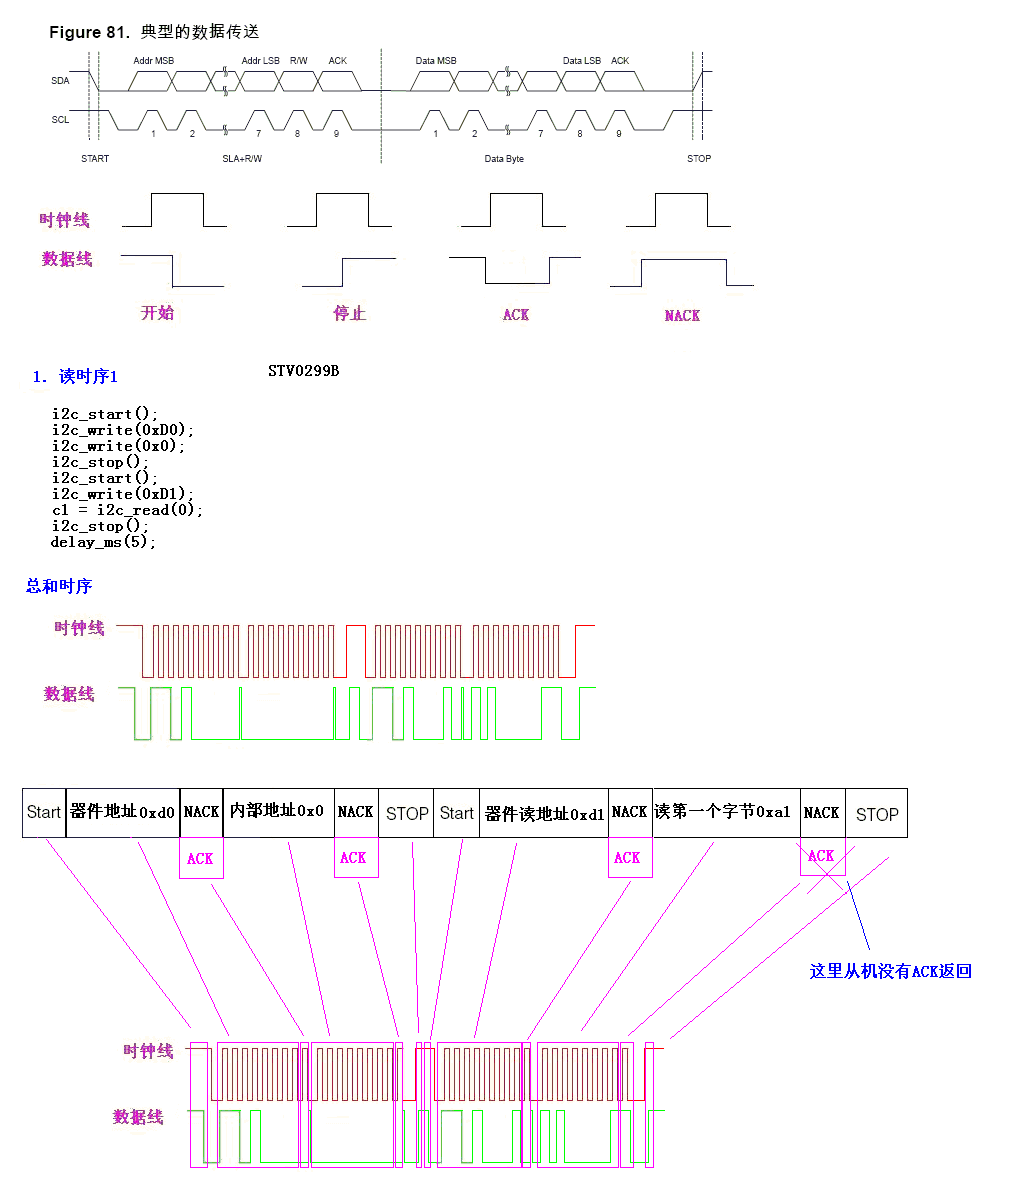 Figure 81. 典型的数据传送
Addr MSB Addr LSB R/W ACK Data MSB Data LSB ACK
SDA
SCL
1 2 7 8 9 1 2 7 8 9
START SLA+R/W Data Byte STOP
时钟线
数据线
开始 停止 ACK NACK
1. 读时序1 STV0299B
i2c_start();
i2c_write(0xD0);
i2c_write(0x0);
i2c_stop();
i2c_start();
i2c_write(0xD1);
c1 = i2c_read(0);
i2c_stop();
delay_ms(5);
总和时序
时钟线
数据线
Start 器件地址0xd0 NACK 内部地址0x0 NACK STOP Start 器件读地址0xd1 NACK 读第一个字节0xa1 NACK STOP
ACK ACK ACK ACK
这里从机没有ACK返回
时钟线
数据线